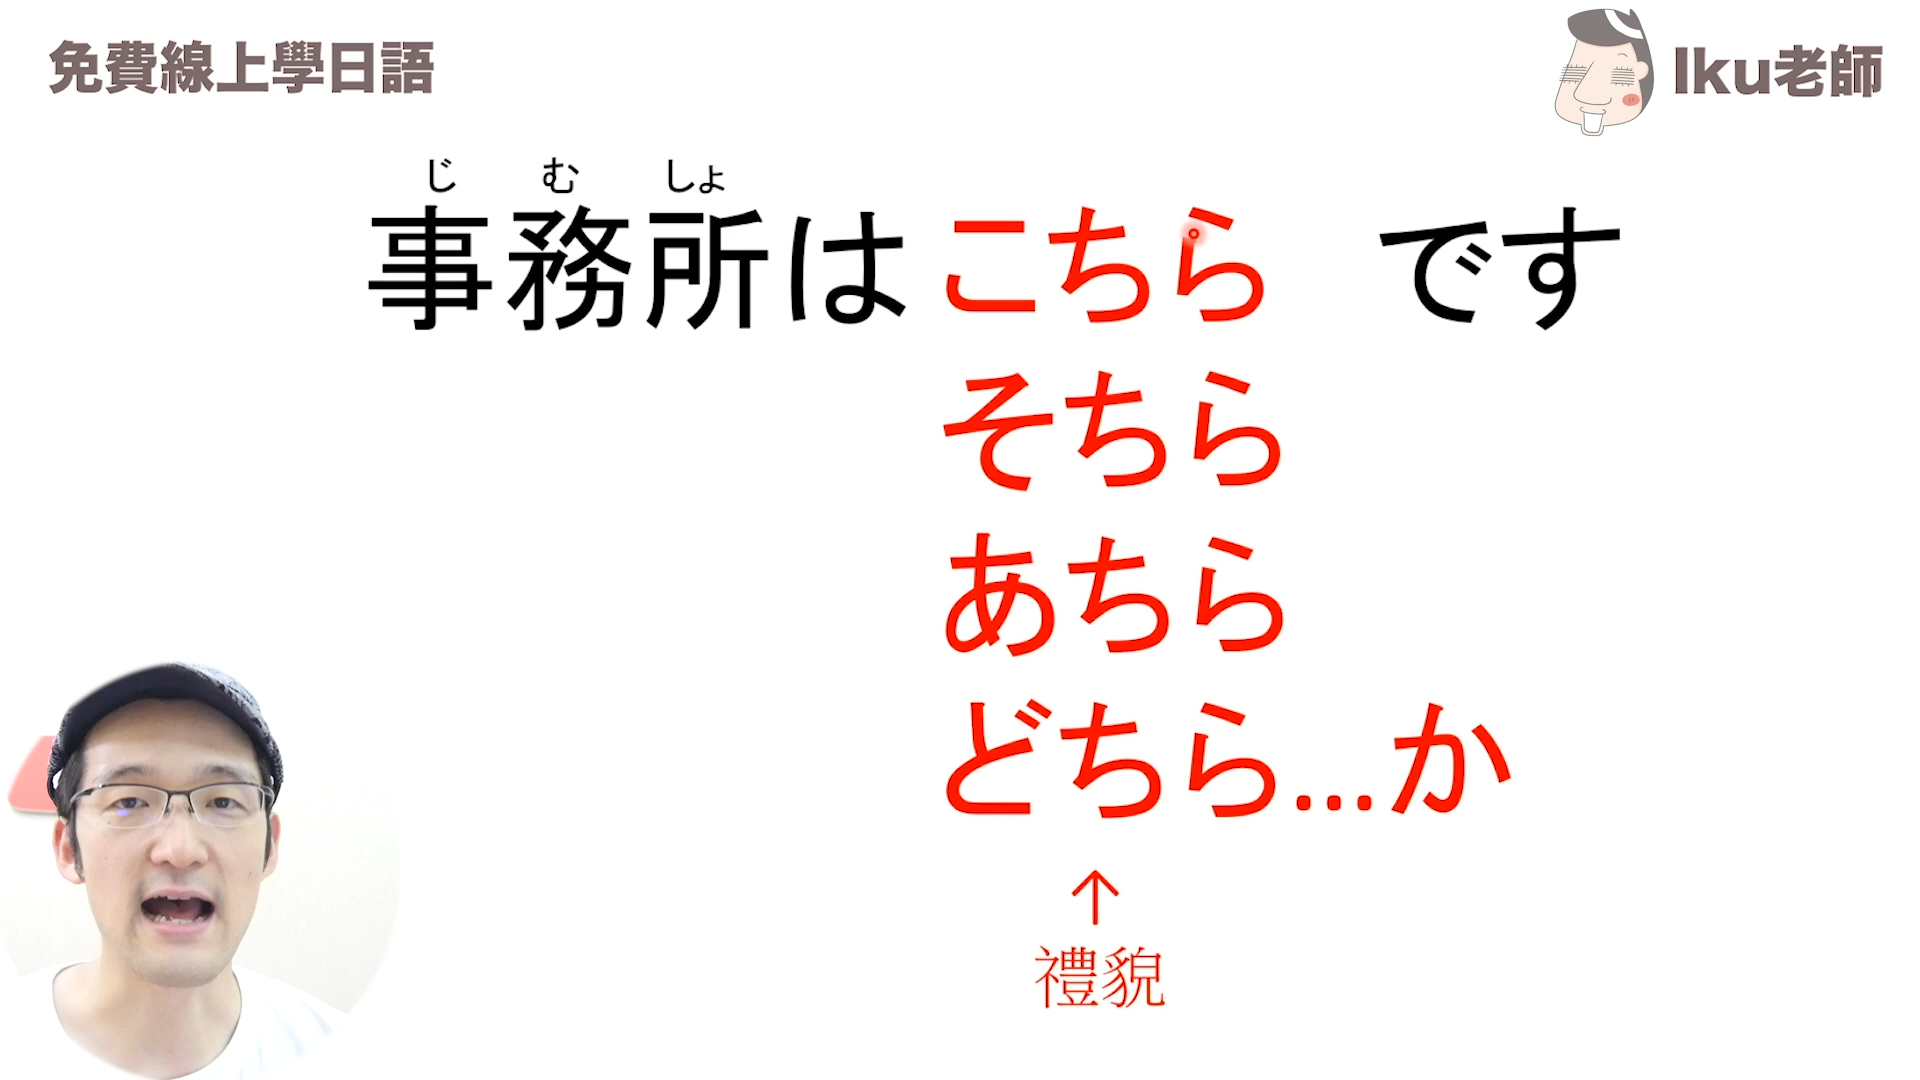 免費線上學日語
Iku老師
じ む しょ
事務所はこちら です
そちら
あちら
どちら...か
↑
禮貌